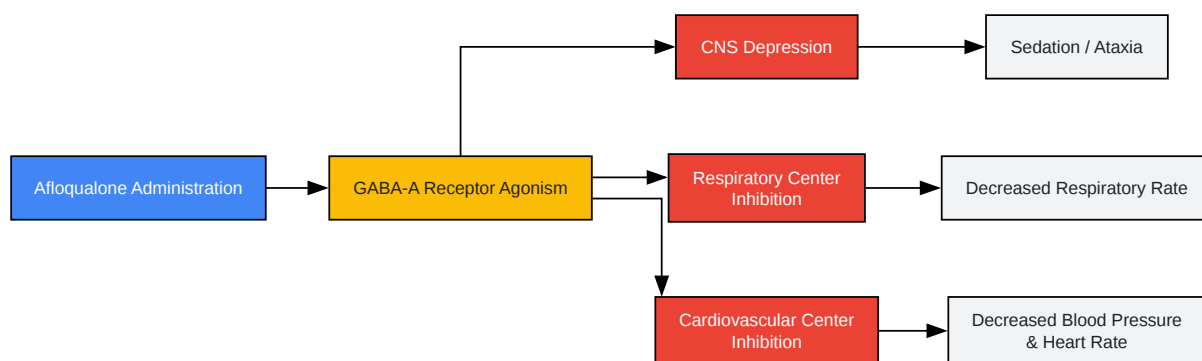 CNS Depression
Sedation / Ataxia
Afloqualone Administration
GABA-A Receptor Agonism
Respiratory Center
Inhibition
Decreased Respiratory Rate
Cardiovascular Center
Inhibition
Decreased Blood Pressure
& Heart Rate